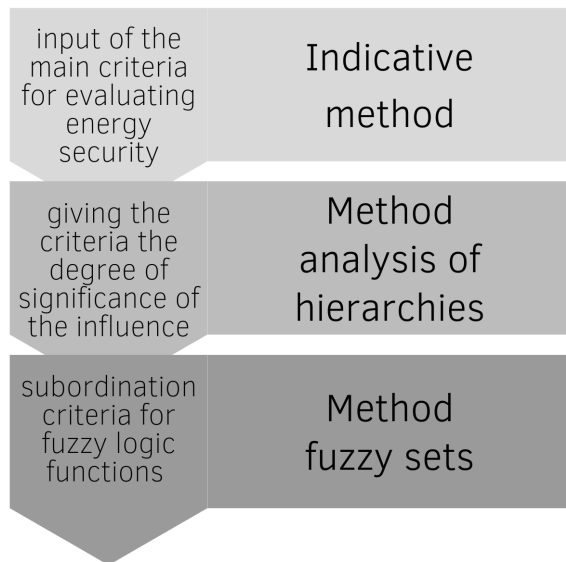 input of the
main criteria
for evaluating
energy
security
Indicative
method
giving the
criteria the
degree of
significance of
the influence
Method
analysis of
hierarchies
subordination
criteria for
fuzzy logic
functions
Method
fuzzy sets